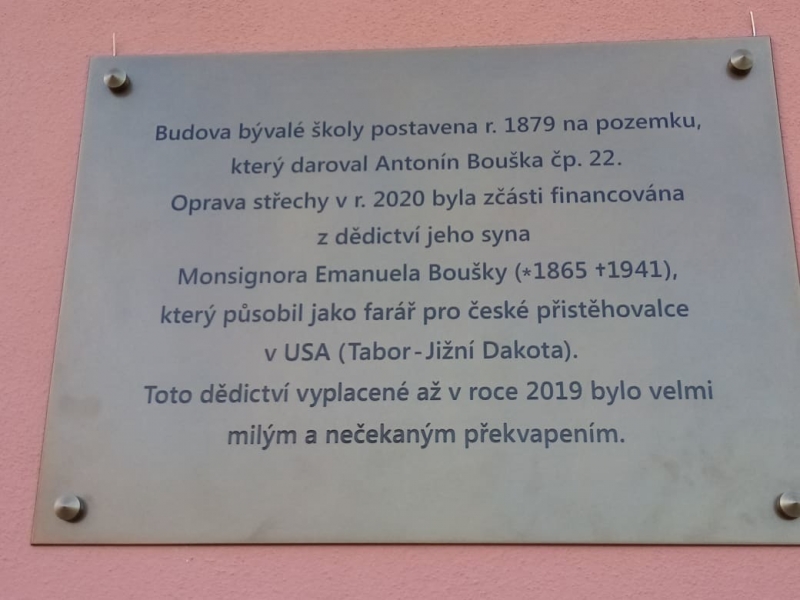 Budova bývalé školy postavena r. 1879 na pozemku,
který daroval Antonín Bouška čp. 22.
Oprava střechy v r. 2020 byla zčásti financována
z dědictví jeho syna
Monsignora Emanuela Boušky (*1865 †1941),
který působil jako farář pro české přistěhovalce
v USA (Tabor-Jižní Dakota).
Toto dědictví vyplacené až v roce 2019 bylo velmi
milým a nečekaným překvapením.